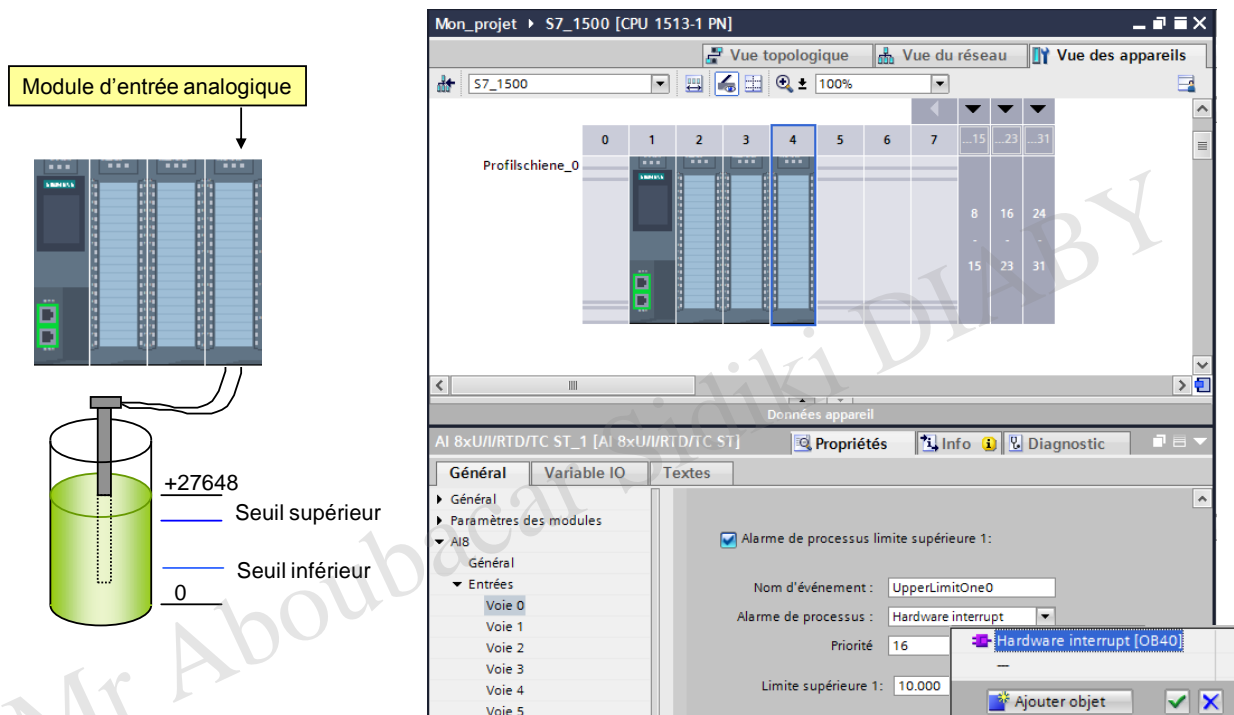 Module d'entrée analogique
SIEMENS
+27648
Seuil supérieur
Seuil inférieur
0
Mon_projet ▸ S7_1500 [CPU 1513-1 PN]
Vue topologique
Vue du réseau
Vue des appareils
S7_1500
100%
0 1 2 3 4 5 6 7 ...15 ...23 ...31
Profilschiene_0
SIEMENS
8 16 24
- - -
15 23 31
Données appareil
AI 8xU/I/RTD/TC ST_1 [AI 8xU/I/RTD/TC ST]
Propriétés
Info
Diagnostic
Général
Variable IO
Textes
Général
Paramètres des modules
AI8
Général
Entrées
Voie 0
Voie 1
Voie 2
Voie 3
Voie 4
Voie 5
Alarme de processus limite supérieure 1:
Nom d'événement : UpperLimitOne0
Alarme de processus : Hardware interrupt
Priorité 16
Limite supérieure 1: 10.000
Hardware interrupt [OB40]
—
Ajouter objet
Mr Aboubacar Sidiki DIABY